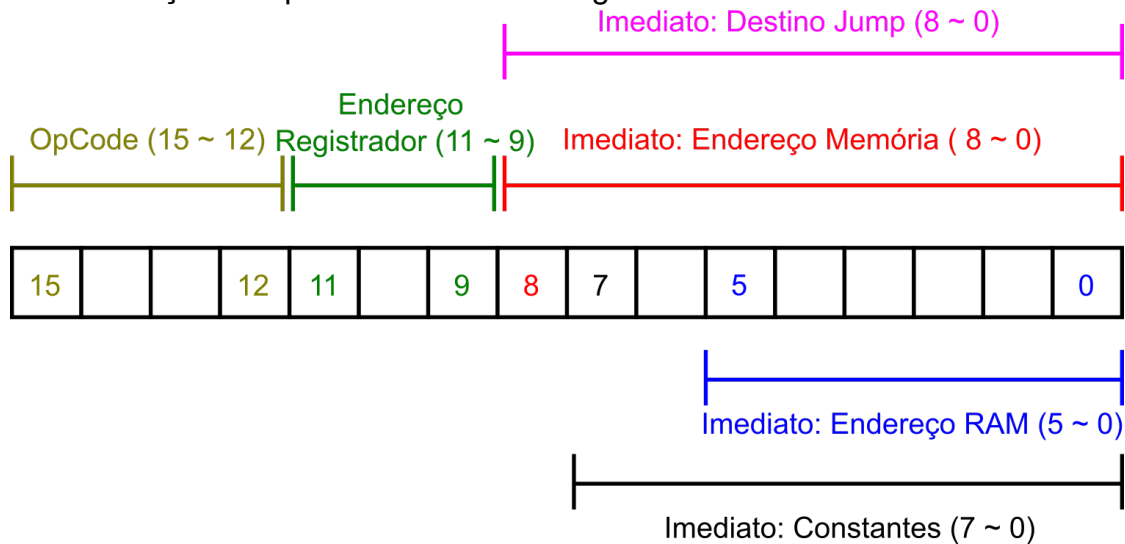 Imediato: Destino Jump (8 ~ 0)
Endereço
OpCode (15 ~ 12) Registrador (11 ~ 9) Imediato: Endereço Memória ( 8 ~ 0)
15 12 11 9 8 7 5 0
Imediato: Endereço RAM (5 ~ 0)
Imediato: Constantes (7 ~ 0)